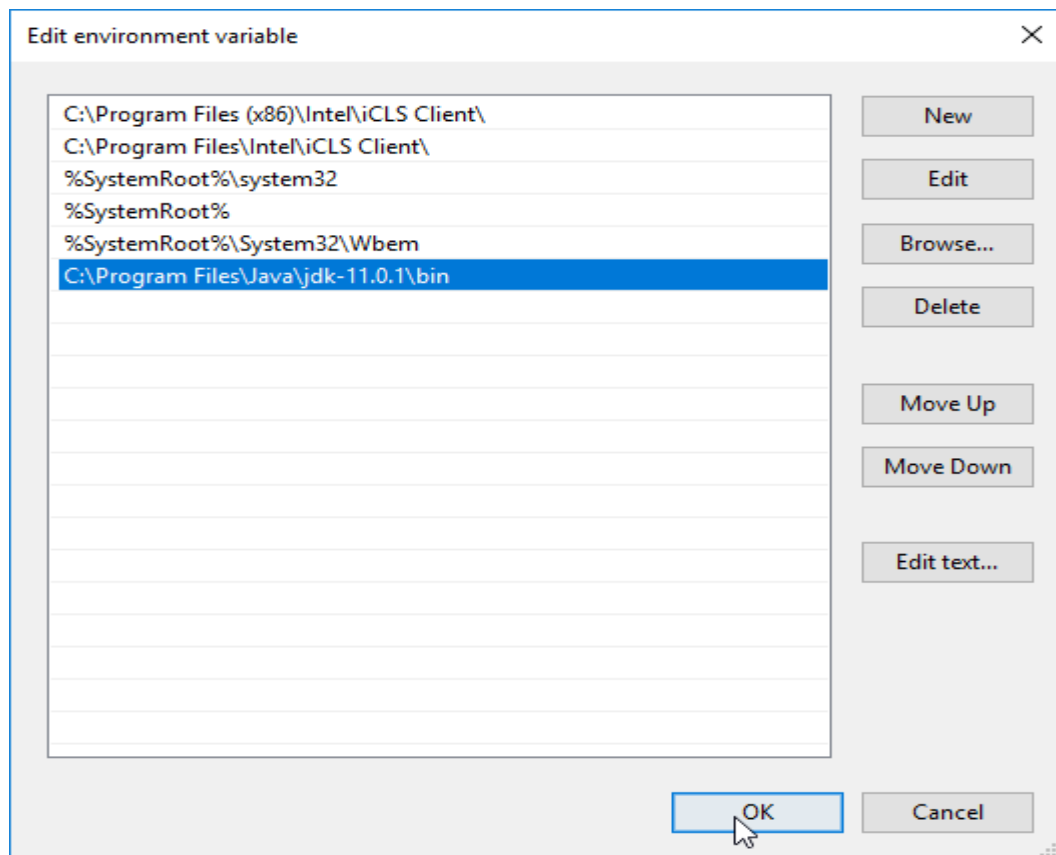 Edit environment variable
C:\Program Files (x86)\Intel\iCLS Client\
C:\Program Files\Intel\iCLS Client\
%SystemRoot%\system32
%SystemRoot%
%SystemRoot%\System32\Wbem
C:\Program Files\Java\jdk-11.0.1\bin
New
Edit
Browse...
Delete
Move Up
Move Down
Edit text...
OK
Cancel